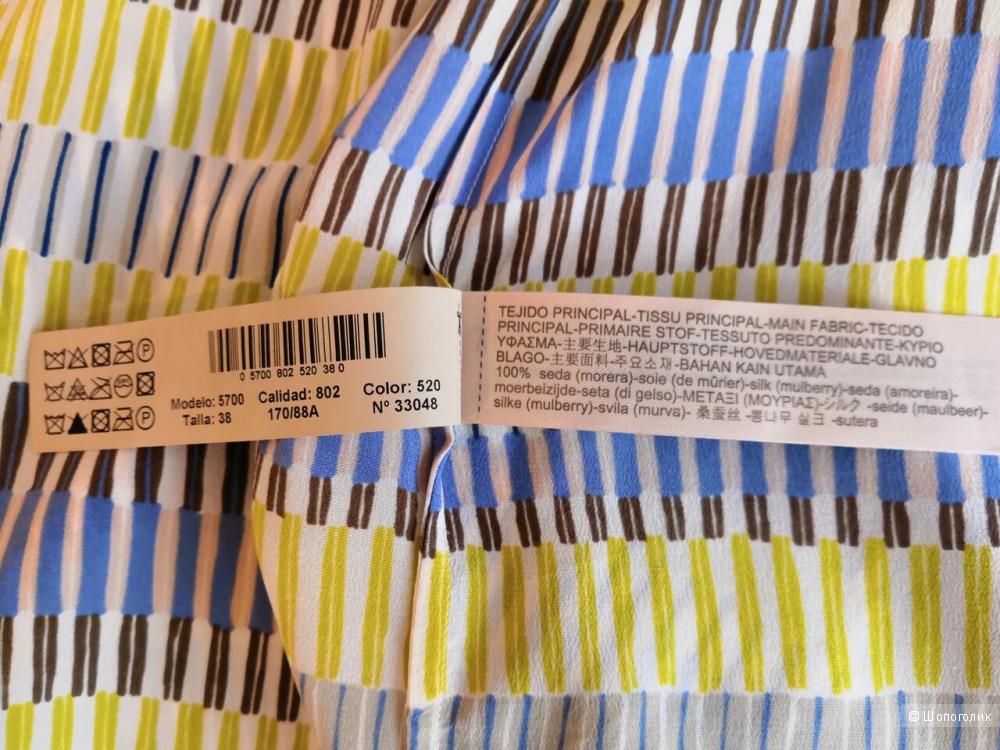 0 5700 802 520 38 0
Modelo: 5700 Calidad: 802 Color: 520
Talla: 38 170/88A Nº 33048
TEJIDO PRINCIPAL-TISSU PRINCIPAL-MAIN FABRIC-TECIDO
PRINCIPAL-PRIMAIRE STOF-TESSUTO PREDOMINANTE-ΚΥΡΙΟ
ΥΦΑΣΜΑ-主要生地-HAUPTSTOFF-HOVEDMATERIALE-GLAVNO
BLAGO-主要面料-주요소재-BAHAN KAIN UTAMA
100% seda (morera)-soie (de mûrier)-silk (mulberry)-seda (amoreira)-
moerbeizijde-seta (di gelso)-ΜΕΤΑΞΙ (ΜΟΥΡΙΑΣ)-シルク -seide (maulbeer)-
silke (mulberry)-svila (murva)- 桑蚕丝 -뽕나무 실크 -sutera
© Шопоголик